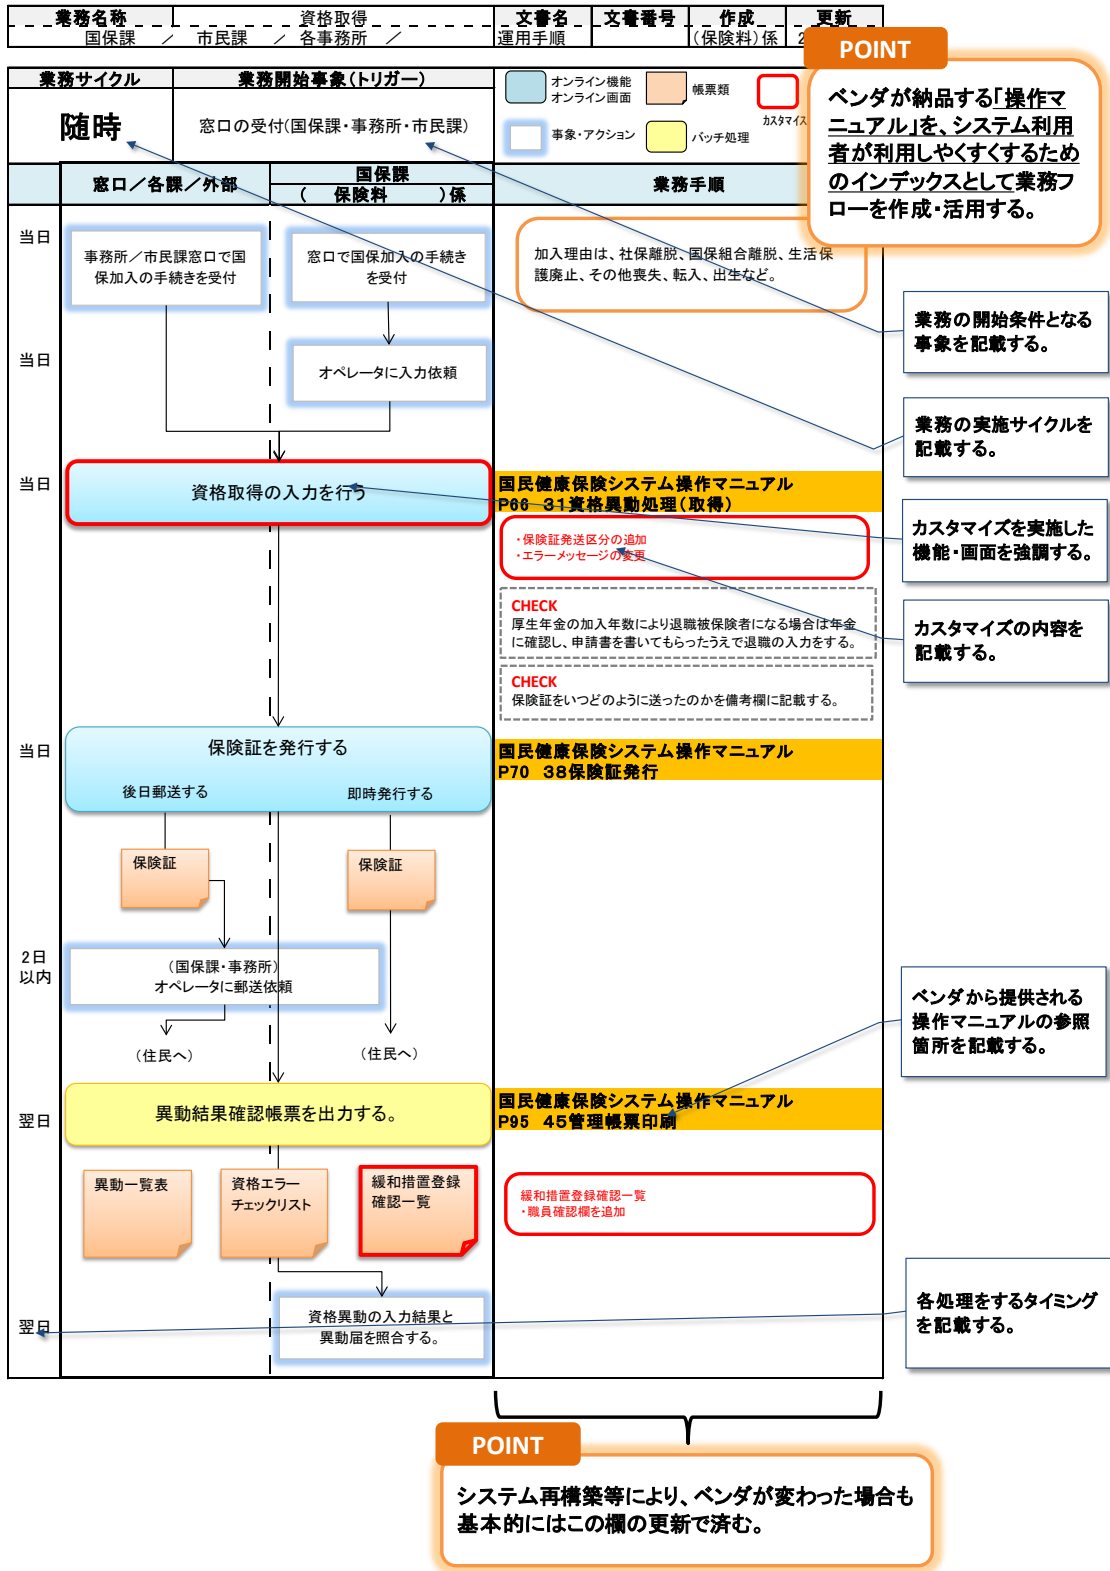 業務名称 資格取得 文書名 文書番号 作成 更新
国保課 ／ 市民課 ／ 各事務所 ／ 運用手順 (保険料)係 2
POINT
ベンダが納品する「操作マ
ニュアル」を、システム利用
者が利用しやすくするため
のインデックスとして業務フ
ローを作成・活用する。
業務サイクル 業務開始事象(トリガー)
随時 窓口の受付(国保課・事務所・市民課)
オンライン機能
オンライン画面
帳票類
カスタマイズ
事象・アクション
バッチ処理
窓口／各課／外部
国保課
( 保険料 )係
業務手順
当日
事務所／市民課窓口で国
保加入の手続きを受付
窓口で国保加入の手続き
を受付
加入理由は、社保離脱、国保組合離脱、生活保
護廃止、その他喪失、転入、出生など。
業務の開始条件となる
事象を記載する。
当日
オペレータに入力依頼
業務の実施サイクルを
記載する。
当日
資格取得の入力を行う
国民健康保険システム操作マニュアル
P66 31資格異動処理(取得)
・保険証発送区分の追加
・エラーメッセージの変更
カスタマイズを実施した
機能・画面を強調する。
CHECK
厚生年金の加入年数により退職被保険者になる場合は年金
に確認し、申請書を書いてもらったうえで退職の入力をする。
カスタマイズの内容を
記載する。
CHECK
保険証をいつどのように送ったのかを備考欄に記載する。
当日
保険証を発行する
後日郵送する 即時発行する
国民健康保険システム操作マニュアル
P70 38保険証発行
保険証
保険証
2日
以内
(国保課・事務所)
オペレータに郵送依頼
(住民へ)
(住民へ)
ベンダから提供される
操作マニュアルの参照
箇所を記載する。
翌日
異動結果確認帳票を出力する。
国民健康保険システム操作マニュアル
P95 45管理帳票印刷
異動一覧表
資格エラー
チェックリスト
緩和措置登録
確認一覧
緩和措置登録確認一覧
・職員確認欄を追加
翌日
資格異動の入力結果と
異動届を照合する。
各処理をするタイミング
を記載する。
POINT
システム再構築等により、ベンダが変わった場合も
基本的にはこの欄の更新で済む。